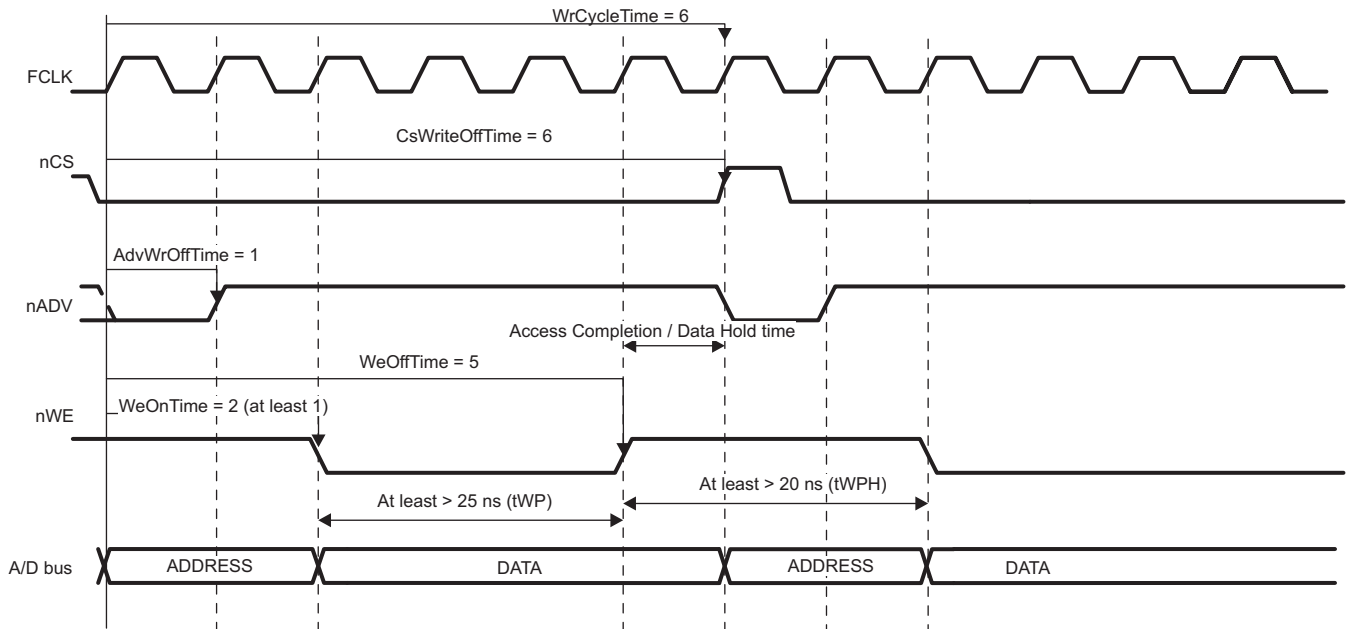 WrCycleTime = 6
FCLK
CsWriteOffTime = 6
nCS
AdvWrOffTime = 1
nADV
Access Completion / Data Hold time
WeOffTime = 5
WeOnTime = 2 (at least 1)
nWE
At least > 25 ns (tWP)
At least > 20 ns (tWPH)
A/D bus
ADDRESS
DATA
ADDRESS
DATA